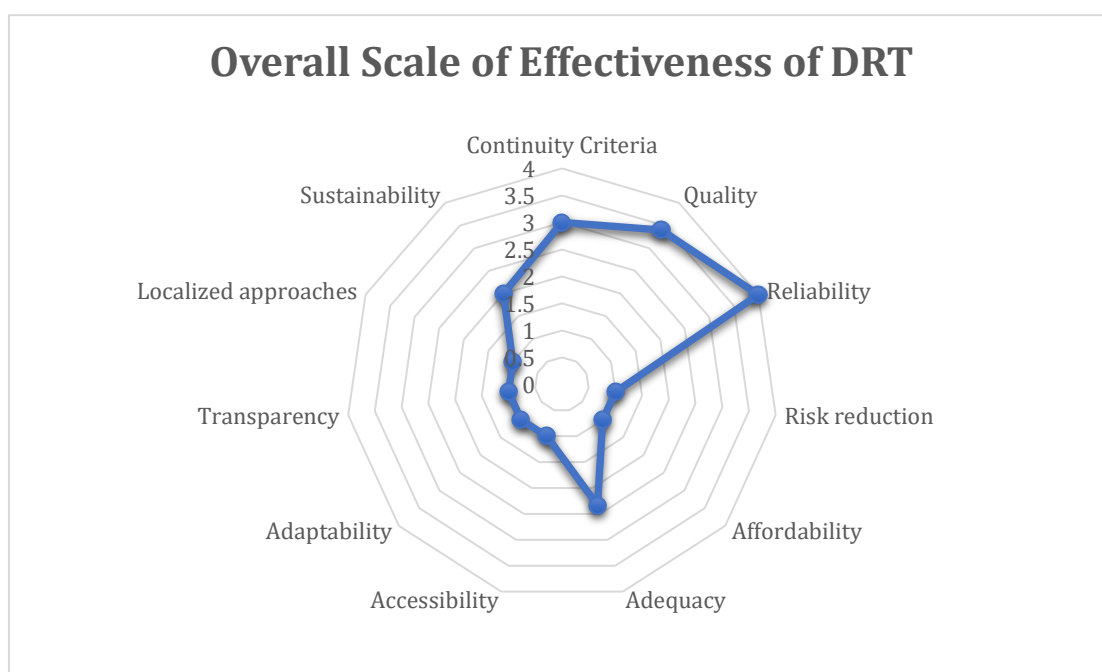 Overall Scale of Effectiveness of DRT
Continuity Criteria
4
3.5
3
2.5
2
1.5
1
0.5
0
Quality
Reliability
Risk reduction
Affordability
Adequacy
Accessibility
Adaptability
Transparency
Localized approaches
Sustainability